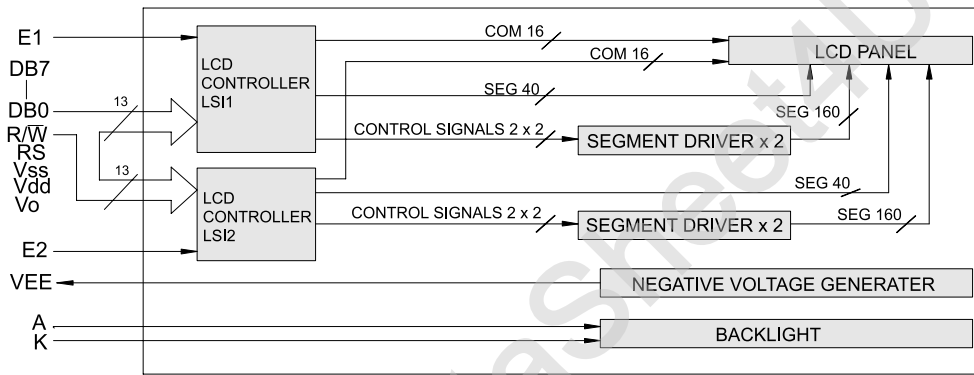 E1
DB7
DB0
R/W
RS
Vss
Vdd
Vo
E2
VEE
A
K
13
13
LCD
CONTROLLER
LSI1
LCD
CONTROLLER
LSI2
COM 16
COM 16
SEG 40
CONTROL SIGNALS 2 x 2
SEGMENT DRIVER x 2
SEG 160
LCD PANEL
SEG 40
CONTROL SIGNALS 2 x 2
SEGMENT DRIVER x 2
SEG 160
NEGATIVE VOLTAGE GENERATER
BACKLIGHT